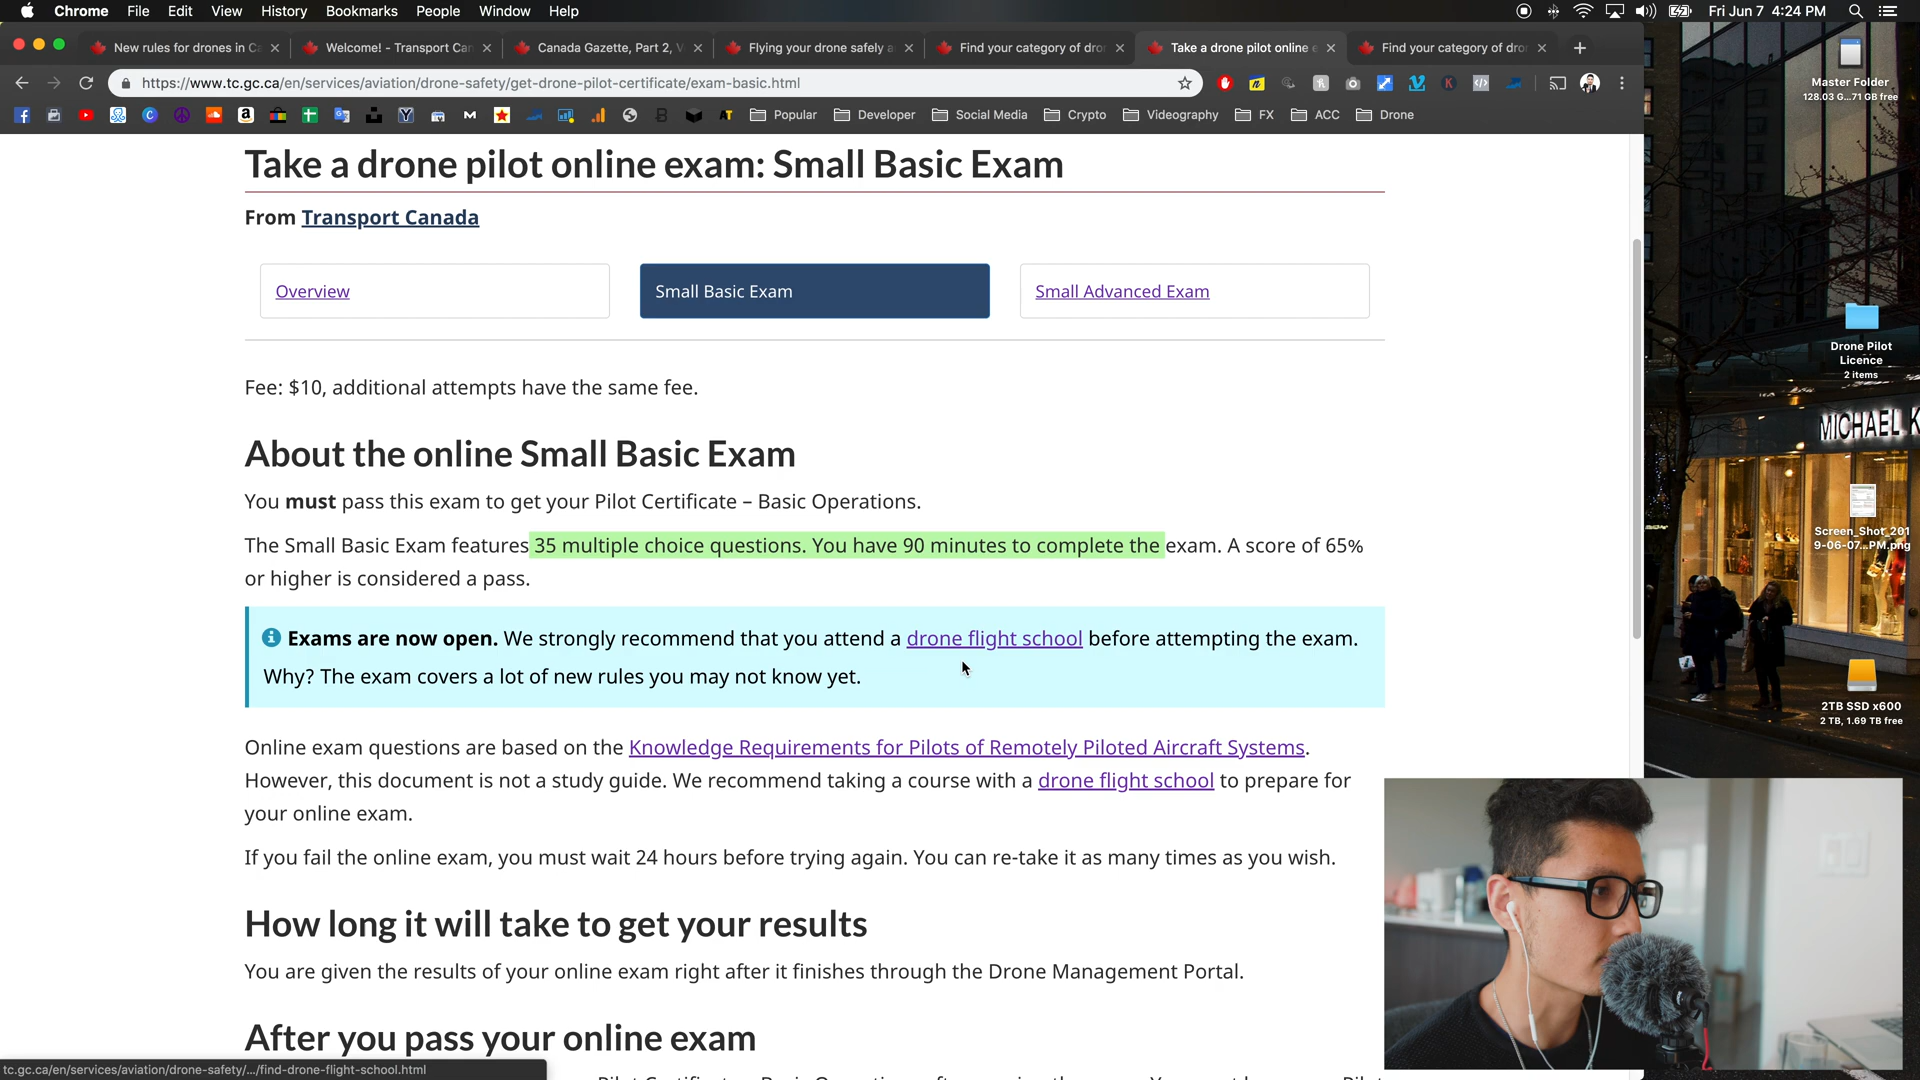 Chrome File Edit View History Bookmarks People Window Help
Fri Jun 7 4:24 PM
New rules for drones in Ca
Welcome! - Transport Can
Canada Gazette, Part 2, V
Flying your drone safely a
Find your category of dron
Take a drone pilot online e
Find your category of dron
https://www.tc.gc.ca/en/services/aviation/drone-safety/get-drone-pilot-certificate/exam-basic.html
Popular Developer Social Media Crypto Videography FX ACC Drone
Take a drone pilot online exam: Small Basic Exam
From Transport Canada
Overview
Small Basic Exam
Small Advanced Exam
Fee: $10, additional attempts have the same fee.
About the online Small Basic Exam
You must pass this exam to get your Pilot Certificate – Basic Operations.
The Small Basic Exam features 35 multiple choice questions. You have 90 minutes to complete the exam. A score of 65%
or higher is considered a pass.
Exams are now open. We strongly recommend that you attend a drone flight school before attempting the exam.
Why? The exam covers a lot of new rules you may not know yet.
Online exam questions are based on the Knowledge Requirements for Pilots of Remotely Piloted Aircraft Systems.
However, this document is not a study guide. We recommend taking a course with a drone flight school to prepare for
your online exam.
If you fail the online exam, you must wait 24 hours before trying again. You can re-take it as many times as you wish.
How long it will take to get your results
You are given the results of your online exam right after it finishes through the Drone Management Portal.
After you pass your online exam
tc.gc.ca/en/services/aviation/drone-safety/.../find-drone-flight-school.html
Master Folder
128.03 G...71 GB free
Drone Pilot
Licence
2 items
MICHAEL K
Screen_Shot_201
9-06-07...PM.png
2TB SSD x600
2 TB, 1.69 TB free